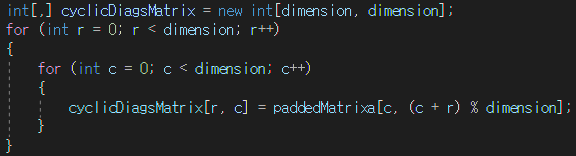 int[,] cyclicDiagsMatrix = new int[dimension, dimension];
for (int r = 0; r < dimension; r++)
{
for (int c = 0; c < dimension; c++)
{
cyclicDiagsMatrix[r, c] = paddedMatrixa[c, (c + r) % dimension];
}
}